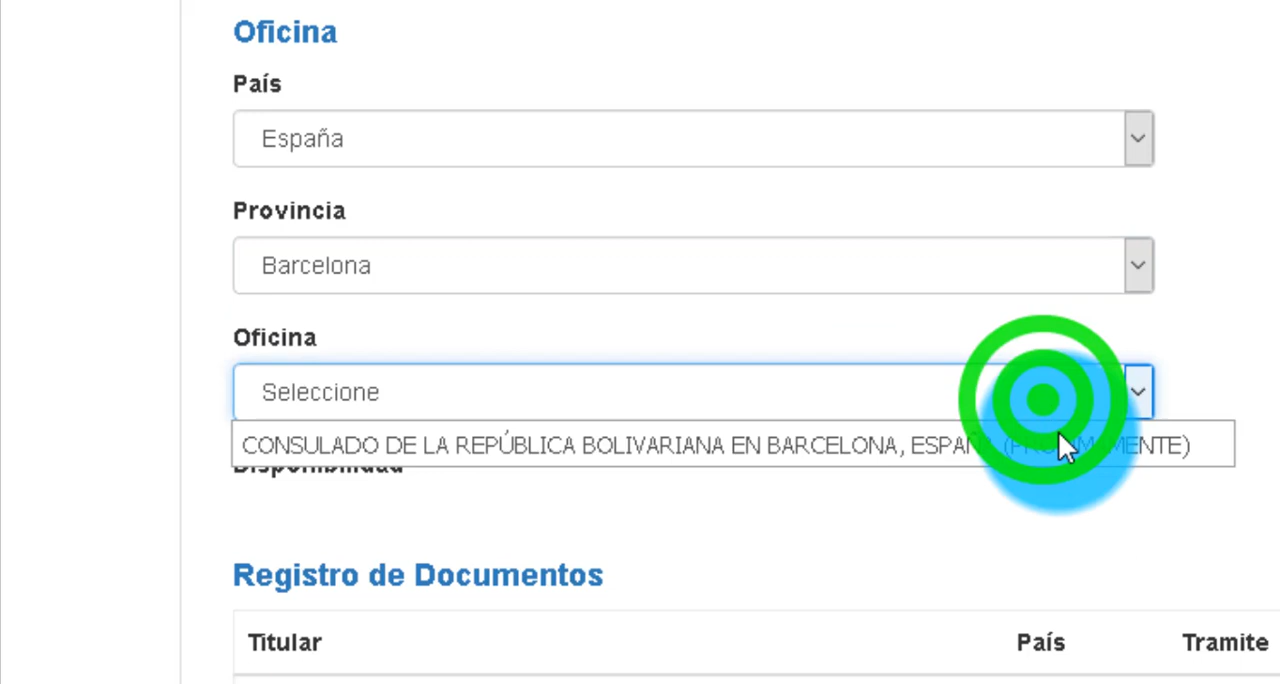 Oficina
País
España
Provincia
Barcelona
Oficina
Seleccione
CONSULADO DE LA REPÚBLICA BOLIVARIANA EN BARCELONA,
Disponibilidad
Registro de Documentos
Titular País Tramite